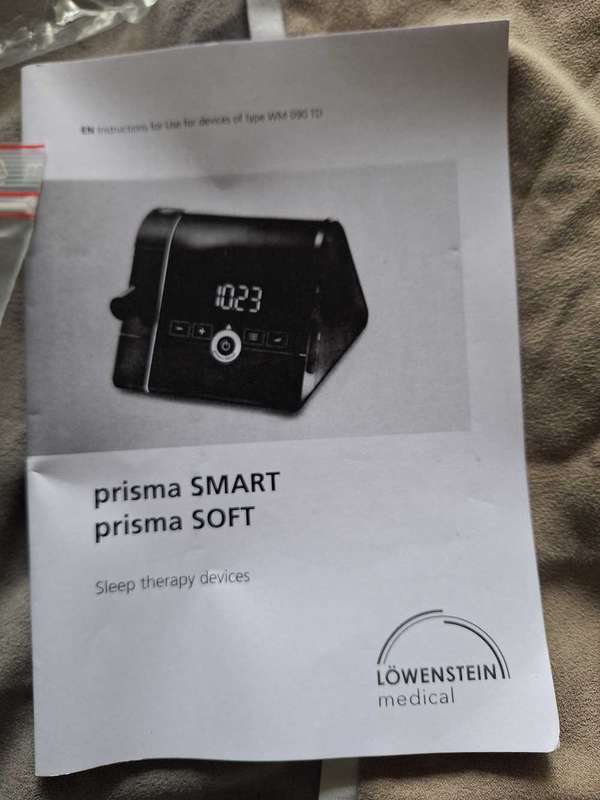 EN Instructions for Use for devices of type WM 090 TD
10:23
prisma SMART
prisma SOFT
Sleep therapy devices
LÖWENSTEIN
medical